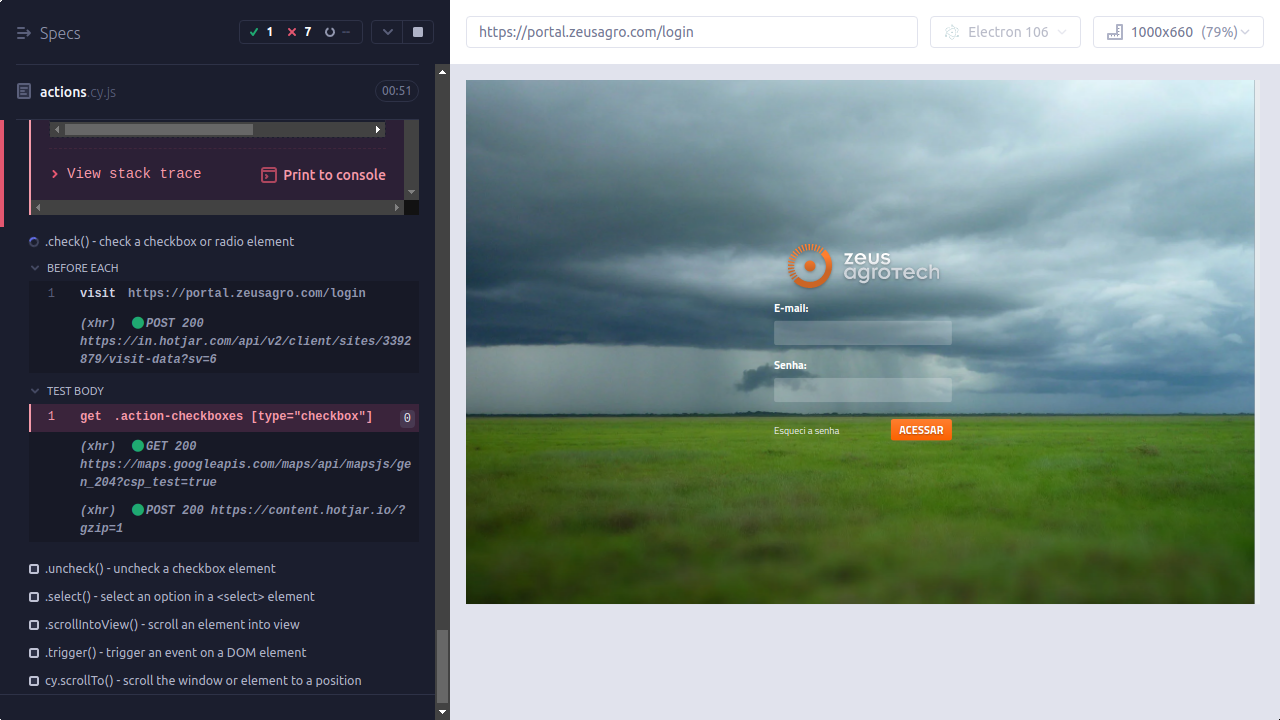 Specs
1
7
--
https://portal.zeusagro.com/login
Electron 106
1000x660 (79%)
actions.cy.js
00:51
View stack trace
Print to console
.check() - check a checkbox or radio element
BEFORE EACH
1 visit https://portal.zeusagro.com/login
(xhr) POST 200
https://in.hotjar.com/api/v2/client/sites/3392
879/visit-data?sv=6
TEST BODY
1 get .action-checkboxes [type="checkbox"] 0
(xhr) GET 200
https://maps.googleapis.com/maps/api/mapsjs/ge
n_204?csp_test=true
(xhr) POST 200 https://content.hotjar.io/?
gzip=1
.uncheck() - uncheck a checkbox element
.select() - select an option in a <select> element
.scrollIntoView() - scroll an element into view
.trigger() - trigger an event on a DOM element
cy.scrollTo() - scroll the window or element to a position
zeus
agrotech
E-mail:
Senha:
Esqueci a senha
ACESSAR